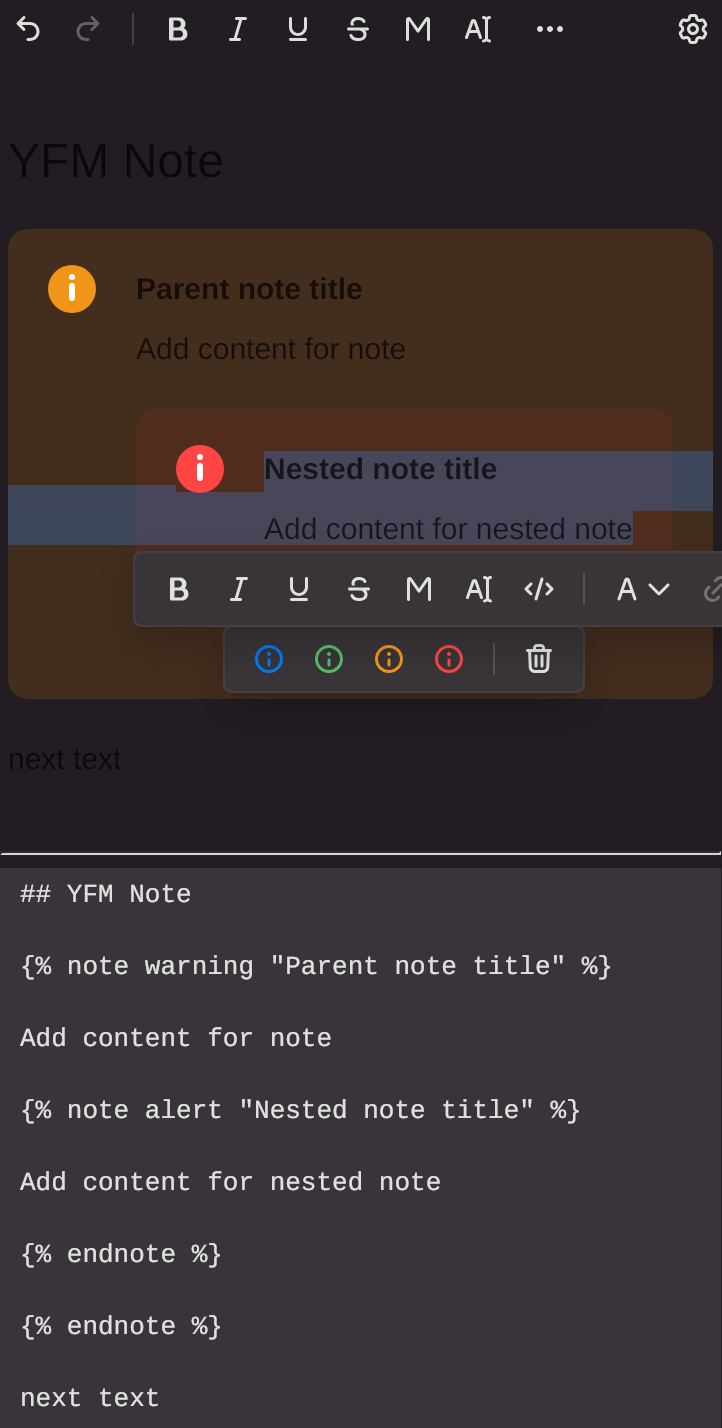 B I U S M AI
YFM Note
Parent note title
Add content for note
Nested note title
Add content for nested note
B I U S M AI </> A
next text
## YFM Note
{% note warning "Parent note title" %}
Add content for note
{% note alert "Nested note title" %}
Add content for nested note
{% endnote %}
{% endnote %}
next text